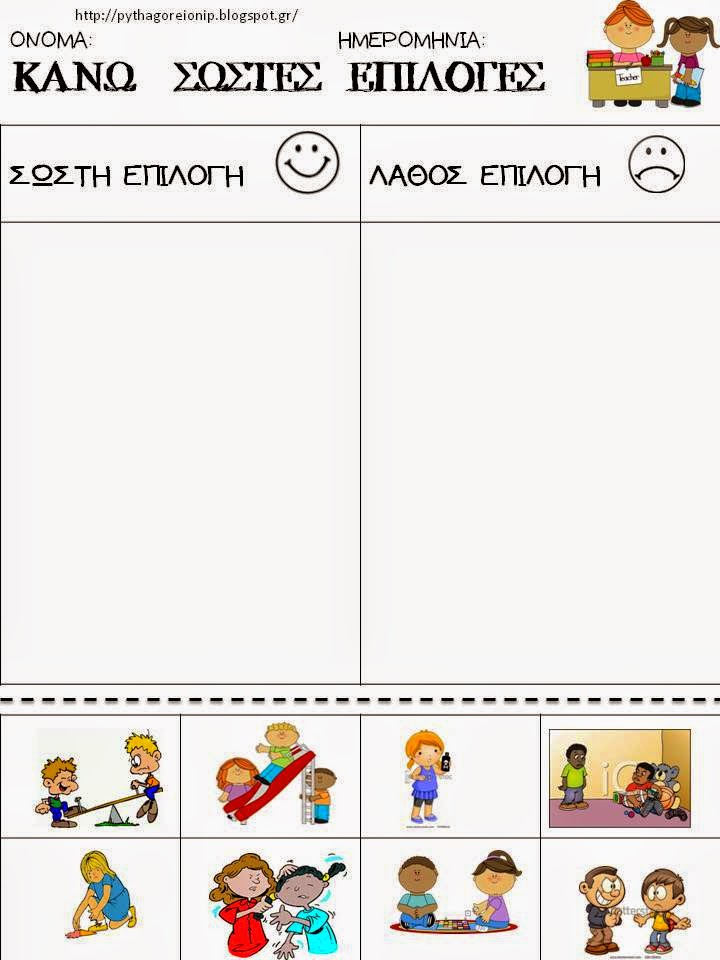 http://pythagoreionip.blogspot.gr/
ΟΝΟΜΑ: ΗΜΕΡΟΜΗΝΙΑ:
ΚΑΝΩ ΣΩΣΤΕΣ ΕΠΙΛΟΓΕΣ
Teacher
ΣΩΣΤΗ ΕΠΙΛΟΓΗ
ΛΑΘΟΣ ΕΠΙΛΟΓΗ